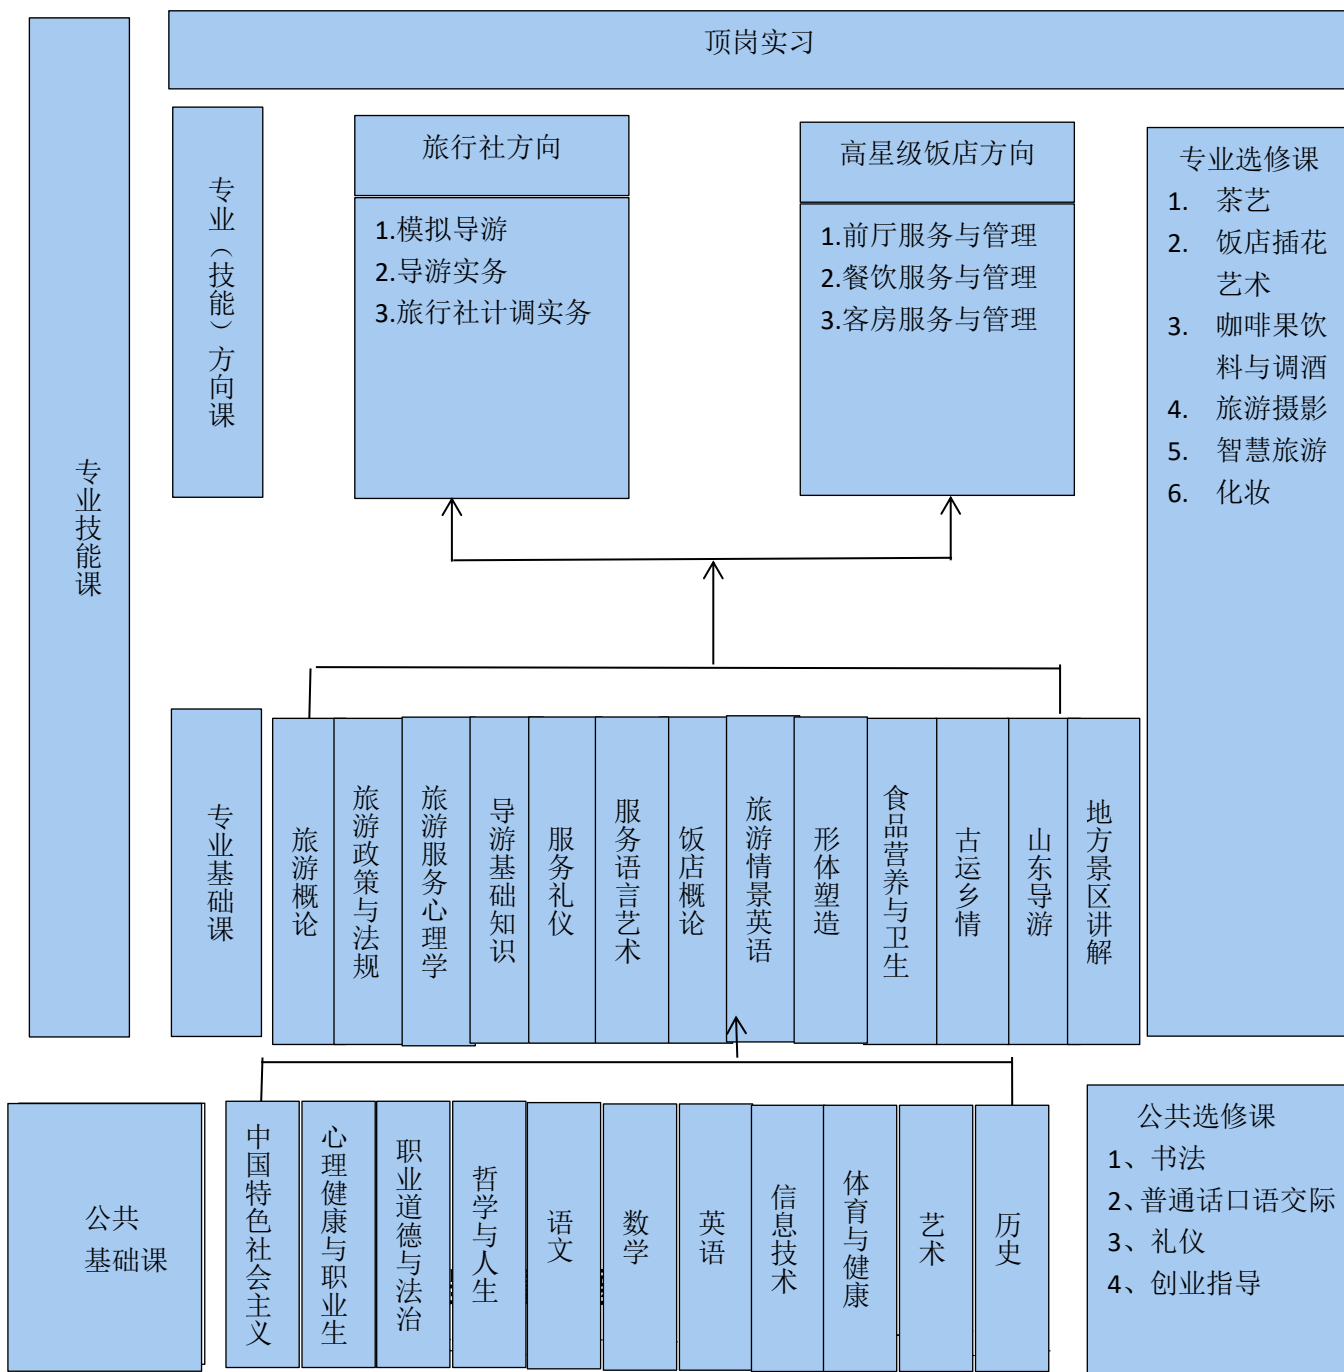 顶岗实习
专业技能课
专业（技能）方向课
旅行社方向
1.模拟导游
2.导游实务
3.旅行社计调实务
高星级饭店方向
1.前厅服务与管理
2.餐饮服务与管理
3.客房服务与管理
专业选修课
1. 茶艺
2. 饭店插花
艺术
3. 咖啡果饮
料与调酒
4. 旅游摄影
5. 智慧旅游
6. 化妆
专业基础课
旅游概论
旅游政策与法规
旅游服务心理学
导游基础知识
服务礼仪
服务语言艺术
饭店概论
旅游情景英语
形体塑造
食品营养与卫生
古运乡情
山东导游
地方景区讲解
公共
基础课
中国特色社会主义
心理健康与职业生
职业道德与法治
哲学与人生
语文
数学
英语
信息技术
体育与健康
艺术
历史
公共选修课
1、书法
2、普通话口语交际
3、礼仪
4、创业指导